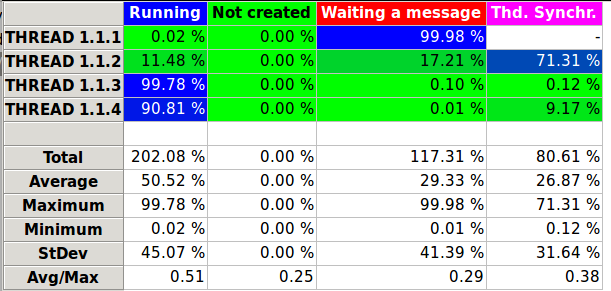 Running Not created Waiting a message Thd. Synchr.
THREAD 1.1.1 0.02 % 0.00 % 99.98 % -
THREAD 1.1.2 11.48 % 0.00 % 17.21 % 71.31 %
THREAD 1.1.3 99.78 % 0.00 % 0.10 % 0.12 %
THREAD 1.1.4 90.81 % 0.00 % 0.01 % 9.17 %
Total 202.08 % 0.00 % 117.31 % 80.61 %
Average 50.52 % 0.00 % 29.33 % 26.87 %
Maximum 99.78 % 0.00 % 99.98 % 71.31 %
Minimum 0.02 % 0.00 % 0.01 % 0.12 %
StDev 45.07 % 0.00 % 41.39 % 31.64 %
Avg/Max 0.51 0.25 0.29 0.38